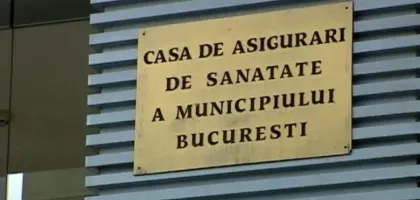 CASA DE ASIGURARI
DE SANATATE
A MUNICIPIULUI
BUCURESTI